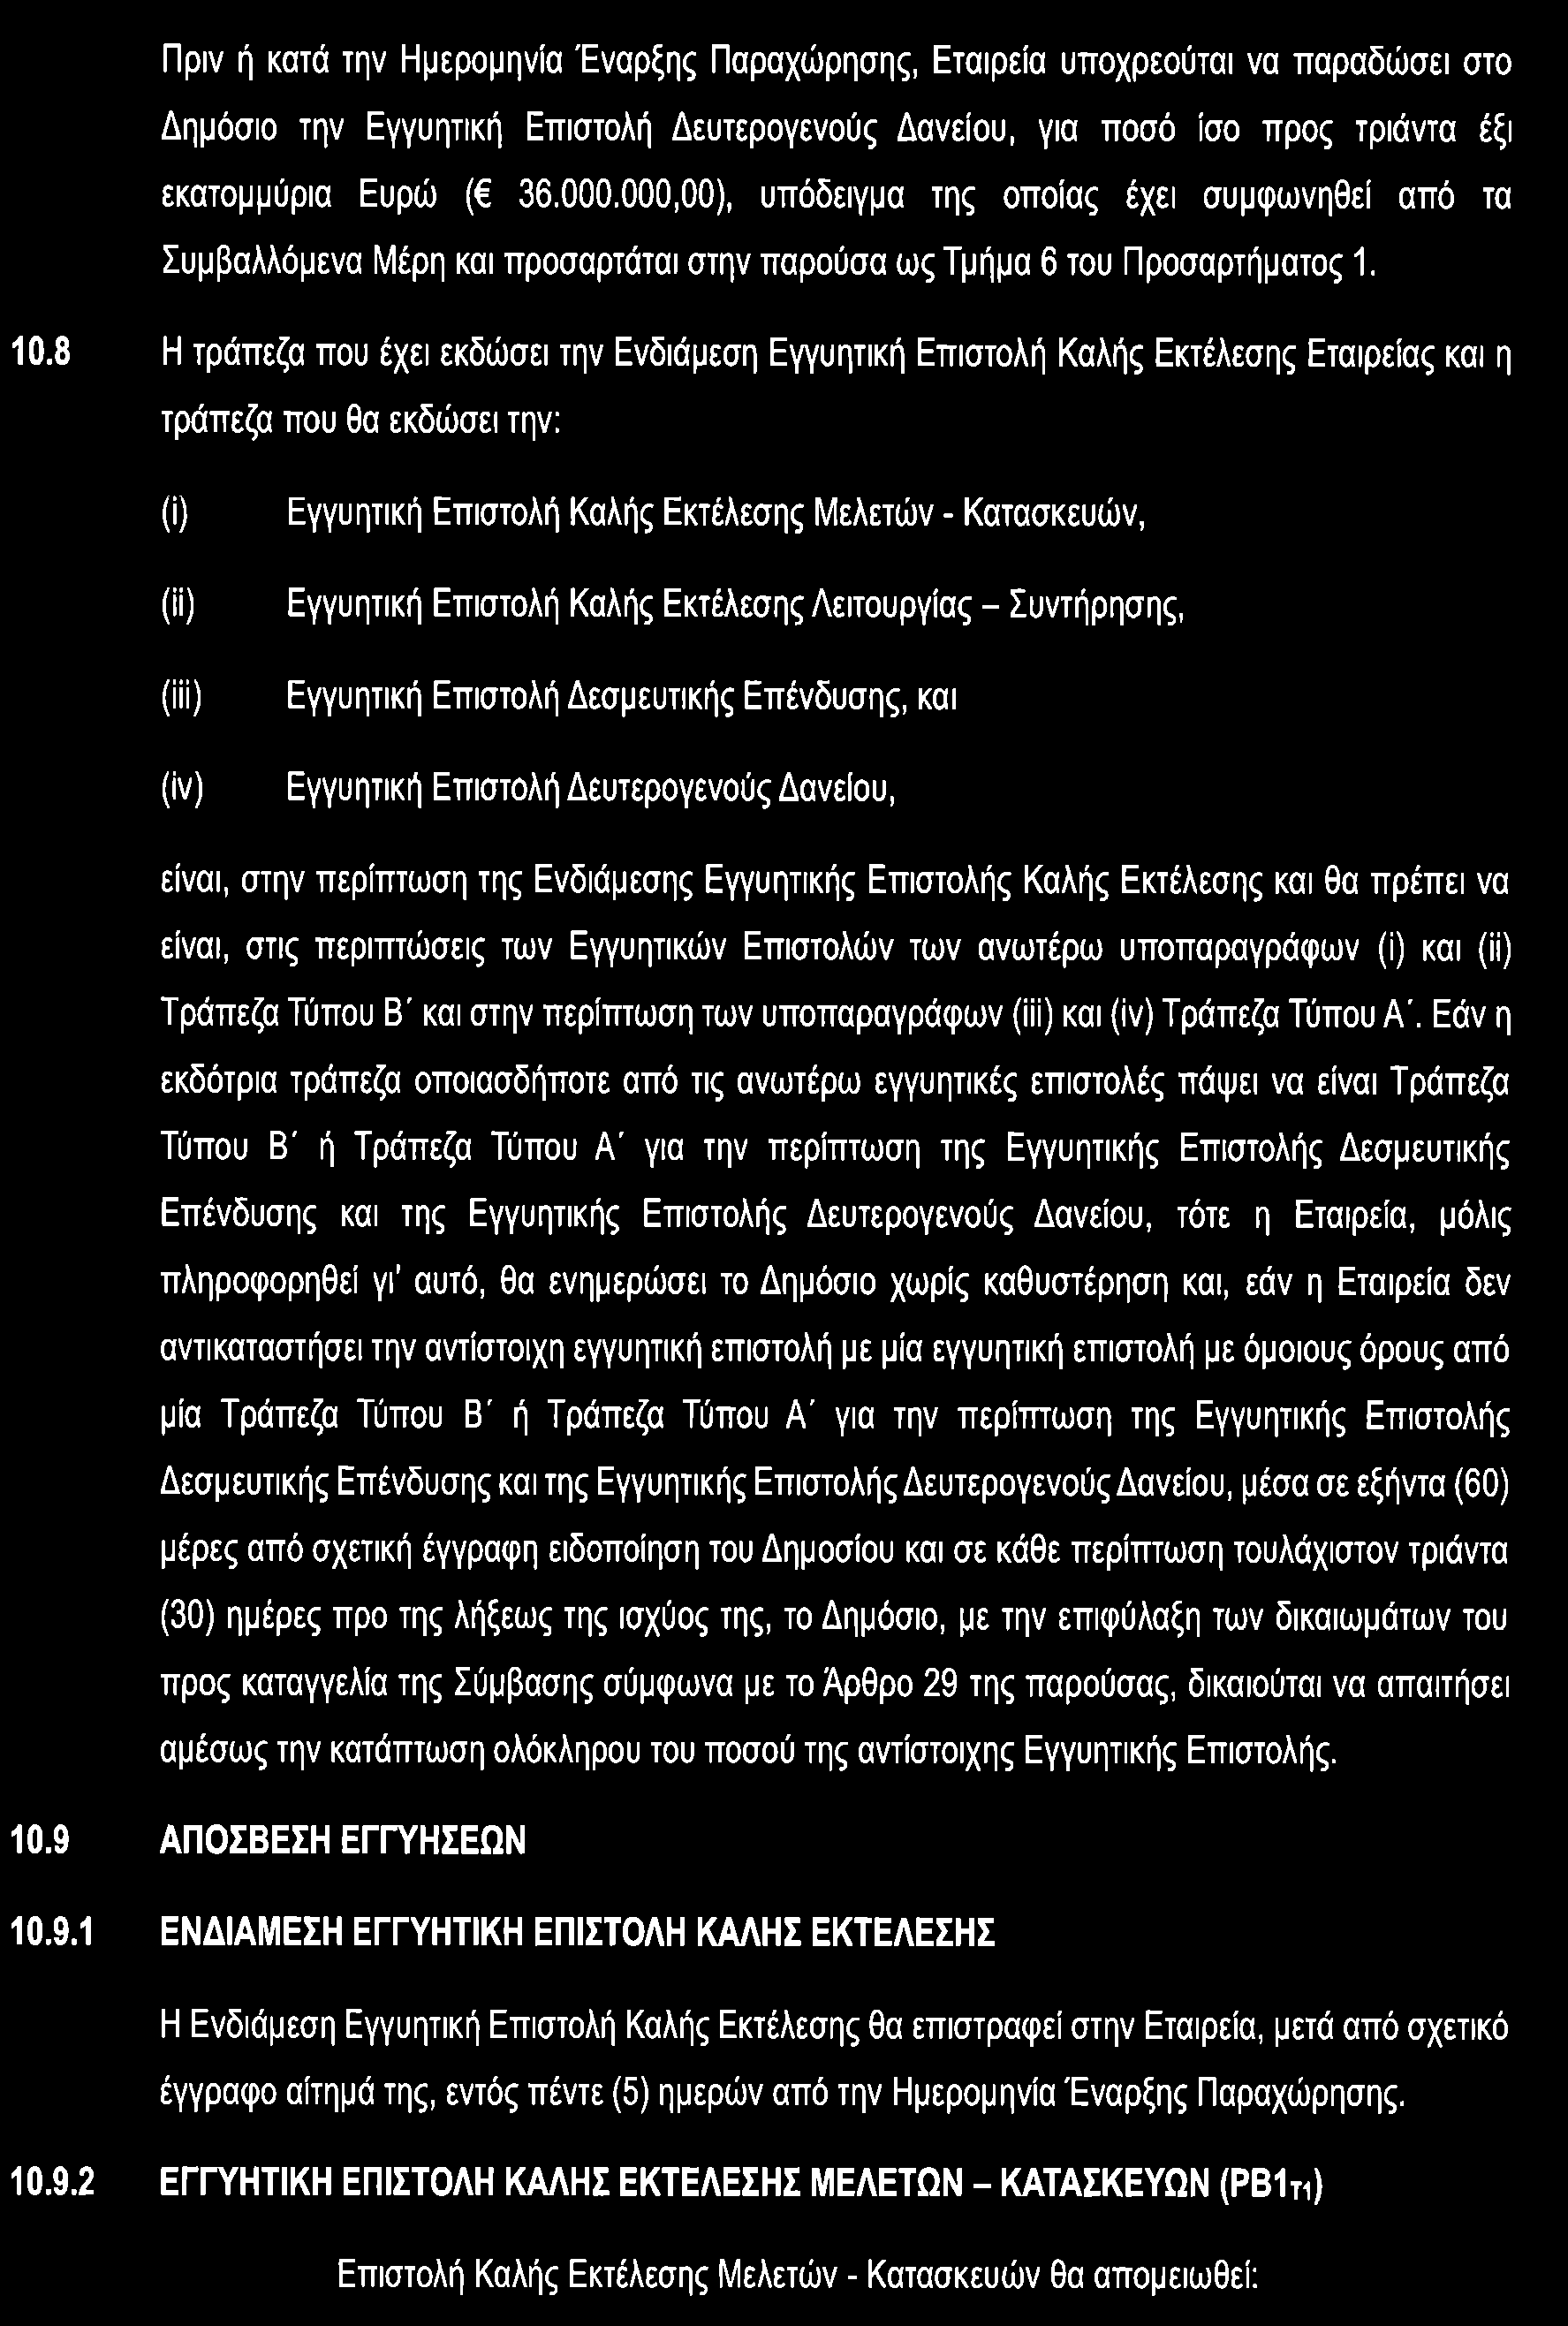 Πριν ή κατά την Ημερομηνία Έναρξης Παραχώρησης, Εταιρεία υποχρεούται να παραδώσει στο
Δημόσιο την Εγγυητική Επιστολή Δευτερογενούς Δανείου, για ποσό ίσο προς τριάντα έξι
εκατομμύρια Ευρώ (€ 36.000.000,00), υπόδειγμα της οποίας έχει συμφωνηθεί από τα
Συμβαλλόμενα Μέρη και προσαρτάται στην παρούσα ως Τμήμα 6 του Προσαρτήματος 1.
10.8 Η τράπεζα που έχει εκδώσει την Ενδιάμεση Εγγυητική Επιστολή Καλής Εκτέλεσης Εταιρείας και η
τράπεζα που θα εκδώσει την:
(i) Εγγυητική Επιστολή Καλής Εκτέλεσης Μελετών - Κατασκευών,
(ii) Εγγυητική Επιστολή Καλής Εκτέλεσης Λειτουργίας – Συντήρησης,
(iii) Εγγυητική Επιστολή Δεσμευτικής Επένδυσης, και
(iv) Εγγυητική Επιστολή Δευτερογενούς Δανείου,
είναι, στην περίπτωση της Ενδιάμεσης Εγγυητικής Επιστολής Καλής Εκτέλεσης και θα πρέπει να
είναι, στις περιπτώσεις των Εγγυητικών Επιστολών των ανωτέρω υποπαραγράφων (i) και (ii)
Τράπεζα Τύπου Β΄ και στην περίπτωση των υποπαραγράφων (iii) και (iv) Τράπεζα Τύπου Α΄. Εάν η
εκδότρια τράπεζα οποιασδήποτε από τις ανωτέρω εγγυητικές επιστολές πάψει να είναι Τράπεζα
Τύπου Β΄ ή Τράπεζα Τύπου Α΄ για την περίπτωση της Εγγυητικής Επιστολής Δεσμευτικής
Επένδυσης και της Εγγυητικής Επιστολής Δευτερογενούς Δανείου, τότε η Εταιρεία, μόλις
πληροφορηθεί γι' αυτό, θα ενημερώσει το Δημόσιο χωρίς καθυστέρηση και, εάν η Εταιρεία δεν
αντικαταστήσει την αντίστοιχη εγγυητική επιστολή με μία εγγυητική επιστολή με όμοιους όρους από
μία Τράπεζα Τύπου Β΄ ή Τράπεζα Τύπου Α΄ για την περίπτωση της Εγγυητικής Επιστολής
Δεσμευτικής Επένδυσης και της Εγγυητικής Επιστολής Δευτερογενούς Δανείου, μέσα σε εξήντα (60)
μέρες από σχετική έγγραφη ειδοποίηση του Δημοσίου και σε κάθε περίπτωση τουλάχιστον τριάντα
(30) ημέρες προ της λήξεως της ισχύος της, το Δημόσιο, με την επιφύλαξη των δικαιωμάτων του
προς καταγγελία της Σύμβασης σύμφωνα με το Άρθρο 29 της παρούσας, δικαιούται να απαιτήσει
αμέσως την κατάπτωση ολόκληρου του ποσού της αντίστοιχης Εγγυητικής Επιστολής.
10.9 ΑΠΟΣΒΕΣΗ ΕΓΓΥΗΣΕΩΝ
10.9.1 ΕΝΔΙΑΜΕΣΗ ΕΓΓΥΗΤΙΚΗ ΕΠΙΣΤΟΛΗ ΚΑΛΗΣ ΕΚΤΕΛΕΣΗΣ
Η Ενδιάμεση Εγγυητική Επιστολή Καλής Εκτέλεσης θα επιστραφεί στην Εταιρεία, μετά από σχετικό
έγγραφο αίτημά της, εντός πέντε (5) ημερών από την Ημερομηνία Έναρξης Παραχώρησης.
10.9.2 ΕΓΓΥΗΤΙΚΗ ΕΠΙΣΤΟΛΗ ΚΑΛΗΣ ΕΚΤΕΛΕΣΗΣ ΜΕΛΕΤΩΝ – ΚΑΤΑΣΚΕΥΩΝ (PB1T1)
Επιστολή Καλής Εκτέλεσης Μελετών - Κατασκευών θα απομειωθεί: